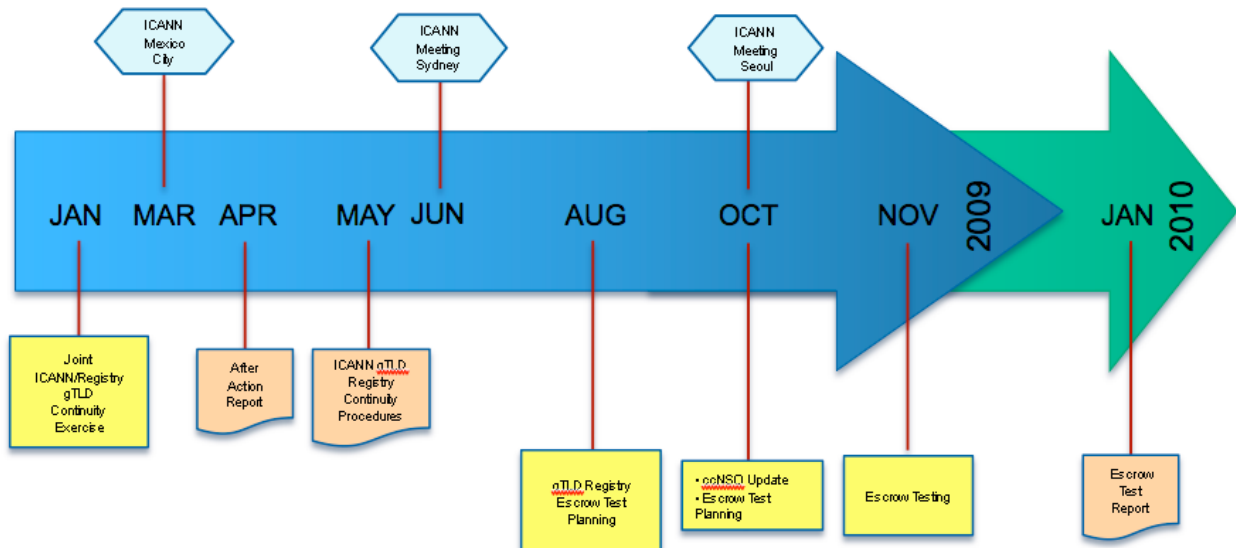 ICANN
Mexico
City
ICANN
Meeting
Sydney
ICANN
Meeting
Seoul
JAN
MAR
APR
MAY
JUN
AUG
OCT
NOV
2009
JAN
2010
Joint
ICANN/Registry
gTLD
Continuity
Exercise
After
Action
Report
ICANN gTLD
Registry
Continuity
Procedures
gTLD Registry
Escrow Test
Planning
• ccNSO Update
• Escrow Test
Planning
Escrow Testing
Escrow
Test
Report